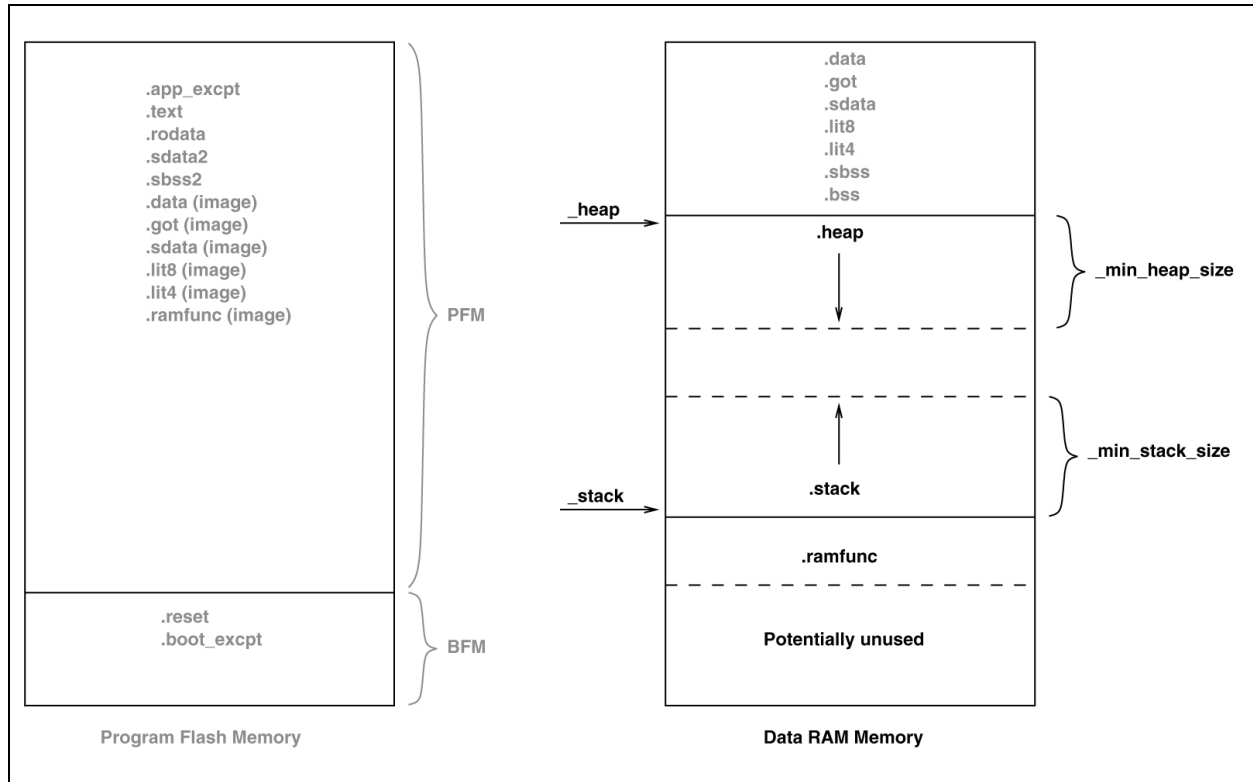 .app_excpt
.text
.rodata
.sdata2
.sbss2
.data (image)
.got (image)
.sdata (image)
.lit8 (image)
.lit4 (image)
.ramfunc (image)
PFM
.reset
.boot_excpt
BFM
Program Flash Memory
.data
.got
.sdata
.lit8
.lit4
.sbss
.bss
_heap
.heap
_min_heap_size
_min_stack_size
.stack
_stack
.ramfunc
Potentially unused
Data RAM Memory